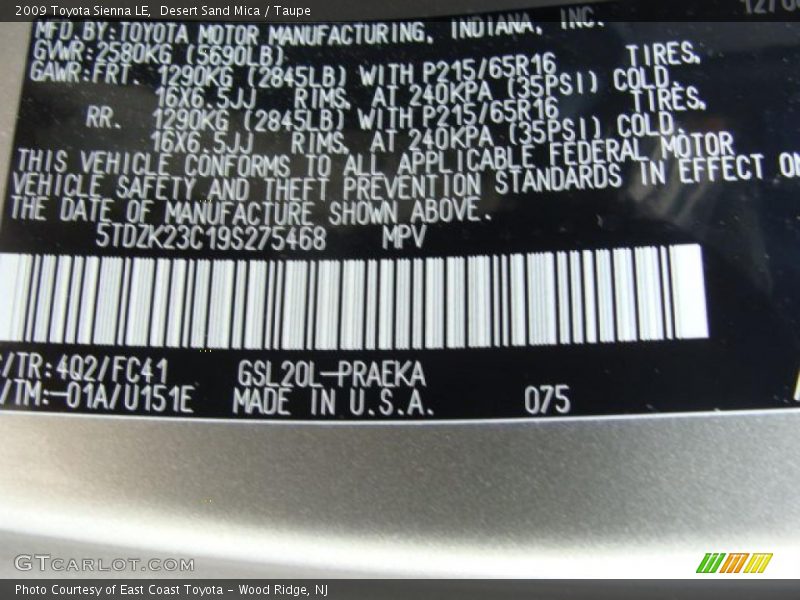 2009 Toyota Sienna LE,  Desert Sand Mica / Taupe
MFD.BY:TOYOTA MOTOR MANUFACTURING, INDIANA, INC.
GVWR:2580KG (5690LB)
GAWR:FRT. 1290KG (2845LB) WITH P215/65R16 TIRES,
16X6.5JJ RIMS, AT 240KPA (35PSI) COLD.
RR. 1290KG (2845LB) WITH P215/65R16 TIRES,
16X6.5JJ RIMS, AT 240KPA (35PSI) COLD.
THIS VEHICLE CONFORMS TO ALL APPLICABLE FEDERAL MOTOR
VEHICLE SAFETY AND THEFT PREVENTION STANDARDS IN EFFECT ON
THE DATE OF MANUFACTURE SHOWN ABOVE.
5TDZK23C19S275468 MPV
/TR:4Q2/FC41 GSL20L-PRAEKA
/TM:-01A/U151E MADE IN U.S.A. 075
GTCARLOT.COM
Photo Courtesy of East Coast Toyota - Wood Ridge, NJ